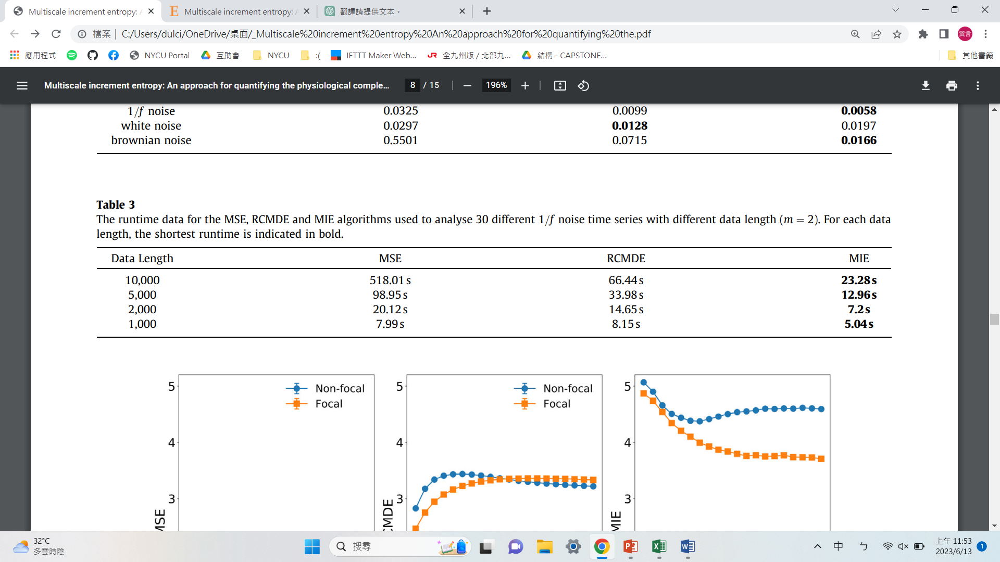 Multiscale increment entropy: A
Multiscale increment entropy: A
翻譯請提供文本。
檔案
C:/Users/dulci/OneDrive/桌面/_Multiscale%20increment%20entropy%20An%20approach%20for%20quantifying%20the.pdf
巽言
應用程式
NYCU Portal
互助會
NYCU
:(
IFTTT Maker Web...
JR 全九州版 / 北部九...
結構 - CAPSTONE...
其他書籤
Multiscale increment entropy: An approach for quantifying the physiological comple...
8 / 15
196%
1/f noise 0.0325 0.0099 0.0058
white noise 0.0297 0.0128 0.0197
brownian noise 0.5501 0.0715 0.0166
Table 3
The runtime data for the MSE, RCMDE and MIE algorithms used to analyse 30 different 1/f noise time series with different data length (m = 2). For each data
length, the shortest runtime is indicated in bold.
Data Length MSE RCMDE MIE
10,000 518.01 s 66.44 s 23.28 s
5,000 98.95 s 33.98 s 12.96 s
2,000 20.12 s 14.65 s 7.2 s
1,000 7.99 s 8.15 s 5.04 s
5
4
3
MSE
Non-focal
Focal
5
4
3
CMDE
Non-focal
Focal
5
4
3
MIE
32°C
多雲時陰
搜尋
中
ㄅ
上午 11:53
2023/6/13
1